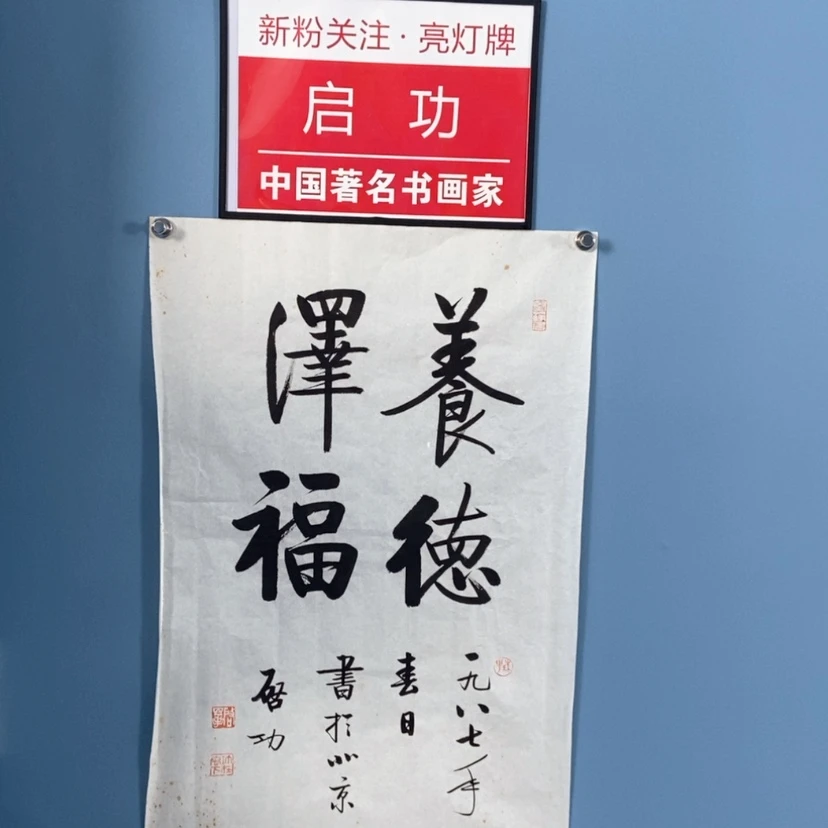 新粉关注·亮灯牌
启功
中国著名书画家
養德
澤福
一九八七年
春日
書於北京
啓功